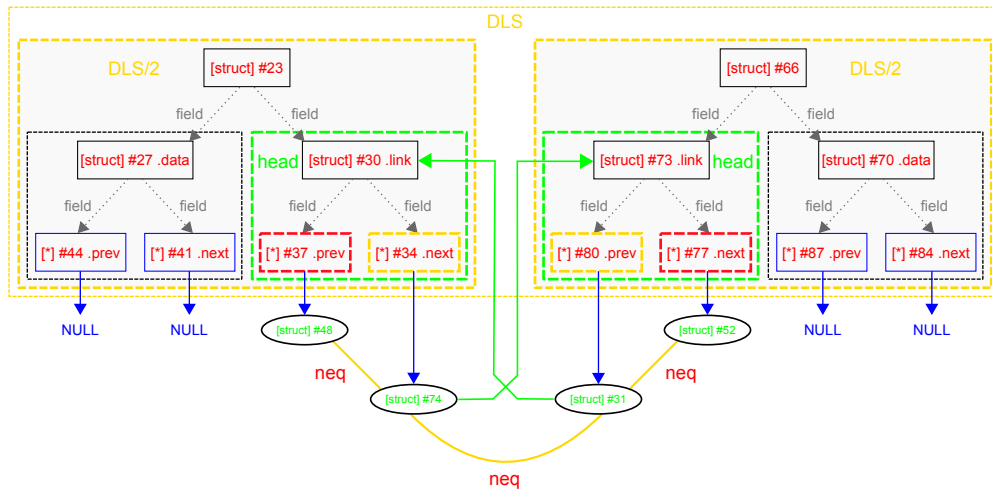 DLS
DLS/2
[struct] #23
[struct] #66
DLS/2
field
field
field
field
[struct] #27 .data
head
[struct] #30 .link
[struct] #73 .link
head
[struct] #70 .data
field
field
field
field
field
field
field
field
[*] #44 .prev
[*] #41 .next
[*] #37 .prev
[*] #34 .next
[*] #80 .prev
[*] #77 .next
[*] #87 .prev
[*] #84 .next
NULL
NULL
[struct] #48
[struct] #52
NULL
NULL
neq
neq
[struct] #74
[struct] #31
neq